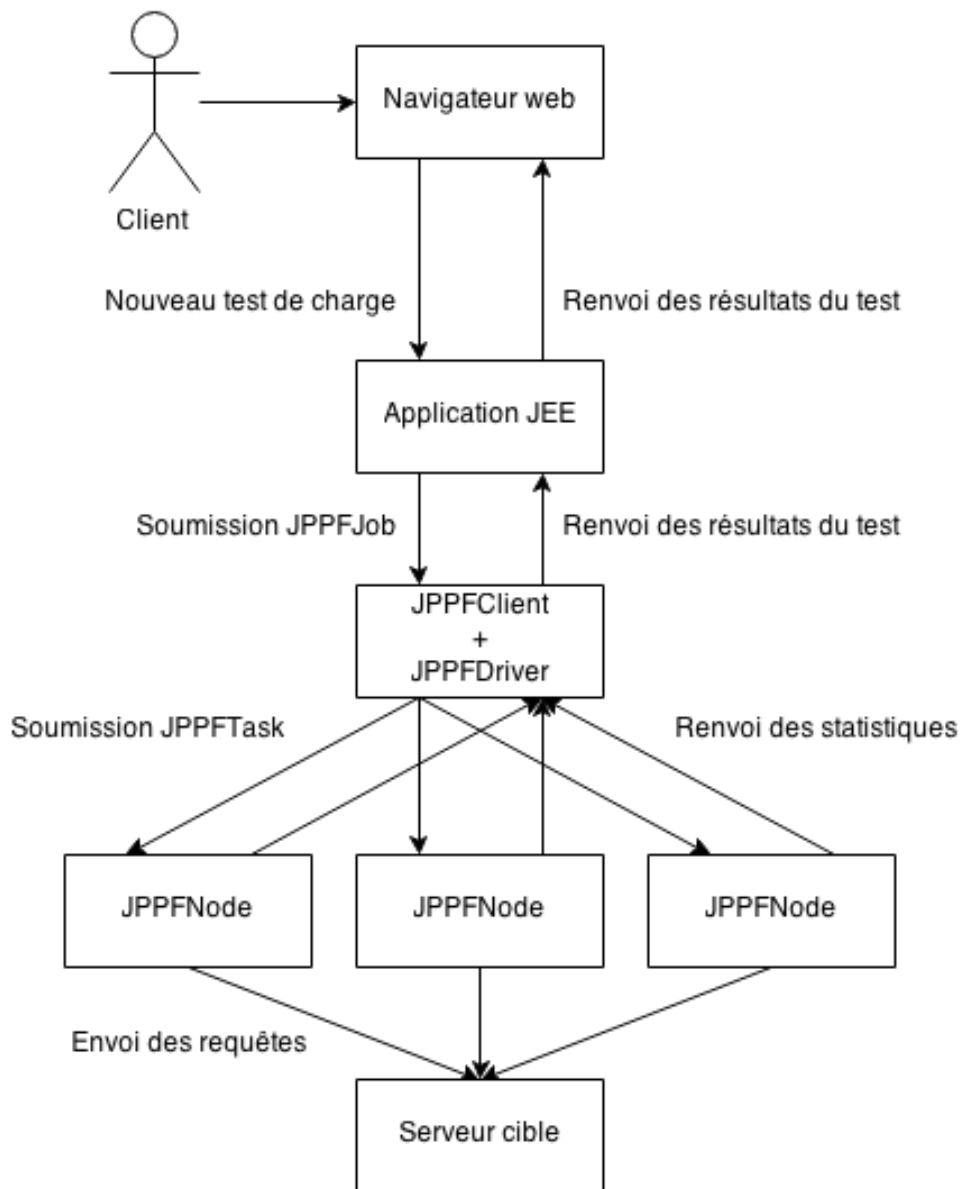 Navigateur web
Client
Nouveau test de charge
Renvoi des résultats du test
Application JEE
Soumission JPPFJob
Renvoi des résultats du test
JPPFClient
+
JPPFDriver
Soumission JPPFTask
Renvoi des statistiques
JPPFNode
JPPFNode
JPPFNode
Envoi des requêtes
Serveur cible